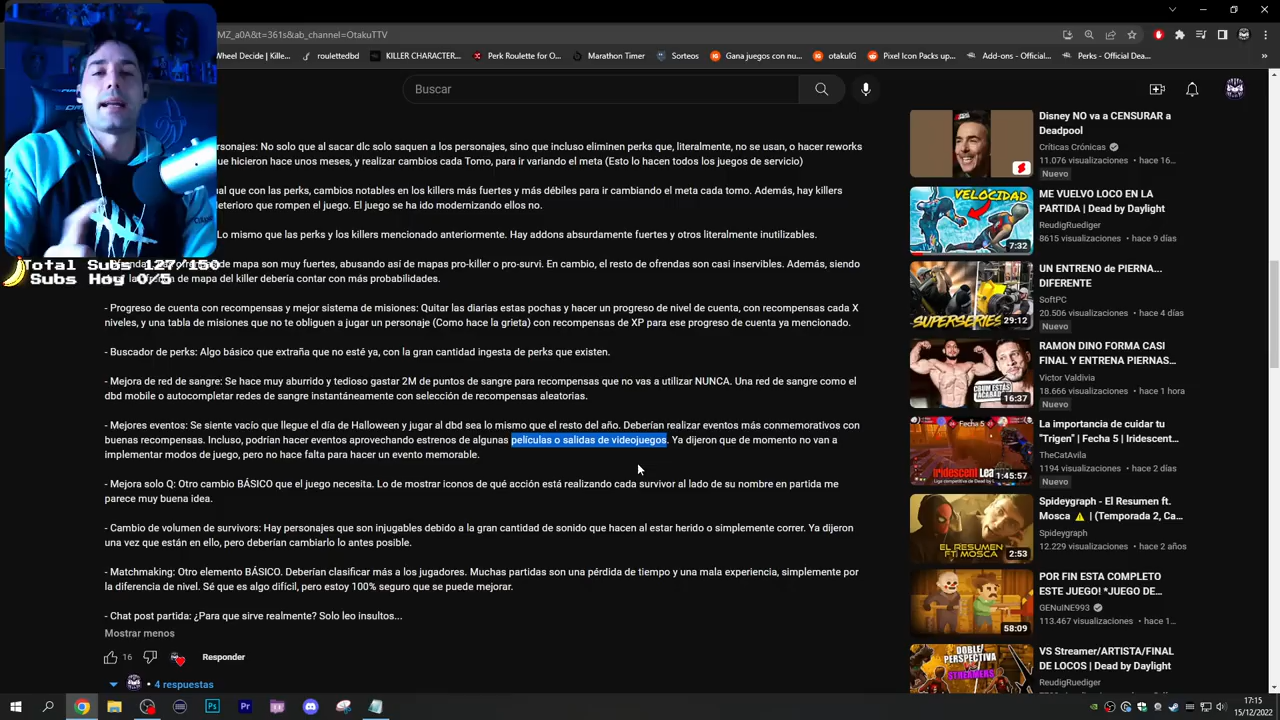 MZ_a0A&t=361s&ab_channel=OtakuTTV
Wheel Decide | Kille...
roulettedbd
KILLER CHARACTER...
Perk Roulette for O...
Marathon Timer
Sorteos
Gana juegos con nu...
otakuIG
Pixel Icon Packs up...
Add-ons - Official...
Perks - Official Dea...
Buscar
rsonajes: No solo que al sacar dlc solo saquen a los personajes, sino que incluso eliminen perks que, literalmente, no se usan, o hacer reworks
que hicieron hace unos meses, y realizar cambios cada Tomo, para ir variando el meta (Esto lo hacen todos los juegos de servicio)
ual que con las perks, cambios notables en los killers más fuertes y más débiles para ir cambiando el meta cada tomo. Además, hay killers
deterioro que tienen el juego. El juego se ha ido modernizando ellos no.
Lo mismo que las perks y los killers mencionado anteriormente. Hay addons absurdamente fuertes y otros literalmente inutilizables.
mapa muy fuertes, abusando así de mapas pro-killer o pro-survi. En cambio, el resto de ofrendas son casi inservibles. Además, siendo
de mapa del killer debería contar con más probabilidades.
Total Subs 127/150
Subs Hoy 0/5
- Progreso de cuenta con recompensas y mejor sistema de misiones: Quitar las diarias estas pochas y hacer un progreso de nivel de cuenta, con recompensas cada X
niveles, y una tabla de misiones que no te obliguen a jugar un personaje (Como hace la grieta) con recompensas de XP para ese progreso de cuenta ya mencionado.
- Buscador de perks: Algo básico que extraña que no esté ya, con la gran cantidad ingesta de perks que existen.
- Mejora de red de sangre: Se hace muy aburrido y tedioso gastar 2M de puntos de sangre para recompensas que no vas a utilizar NUNCA. Una red de sangre como el
dbd mobile o autocompletar redes de sangre instantáneamente con selección de recompensas aleatorias.
- Mejores eventos: Se siente vacío que llegue un mes de Halloween y jugar al dbd sea lo mismo que el resto del año. Deberían realizar eventos más conmemorativos con
buenas recompensas. Incluso, podrían hacer eventos aprovechando estrenos de algunas películas o salidas de videojuegos. Ya dijeron que de momento no van a
implementar modos de juego, pero no hace falta para hacer un evento memorable.
- Mejora solo Q: Otro cambio BÁSICO que el juego necesita. Lo de mostrar iconos de qué acción está realizando cada survivor al lado de su nombre en partida me
parece muy buena idea.
- Cambio de volumen de survivors: Hay personajes que son injugables debido a la gran cantidad de sonido que hacen al estar herido o simplemente correr. Ya dijeron
una vez que están en ello, pero deberían cambiarlo lo antes posible.
- Matchmaking: Otro elemento BÁSICO. Deberían clasificar más a los jugadores. Muchas partidas son una pérdida de tiempo y una mala experiencia, simplemente por
la diferencia de nivel. Sé que es algo difícil, pero estoy 100% seguro que se puede mejorar.
- Chat post partida: ¿Para que sirve realmente? Solo leo insultos...
Mostrar menos
16
Responder
4 respuestas
Disney NO va a CENSURAR a
Deadpool
Críticas Crónicas
11.076 visualizaciones • hace 16...
Nuevo
VELOCIDAD
7:32
ME VUELVO LOCO EN LA
PARTIDA | Dead by Daylight
ReudigRuediger
8615 visualizaciones • hace 9 días
SUPERSERIES
29:12
UN ENTRENO de PIERNA...
DIFERENTE
SoftPC
20.506 visualizaciones • hace 4 días
16:37
RAMON DINO FORMA CASI
FINAL Y ENTRENA PIERNAS...
Victor Valdivia
18.666 visualizaciones • hace 1 hora
Nuevo
Iridescent Lea
1:45:57
La importancia de cuidar tu
"Trigen" | Fecha 5 | Iridescent...
TheCatAvila
1194 visualizaciones • hace 2 días
Nuevo
EL RESUMEN
FT MOSCA
2:53
Spideygraph - El Resumen ft.
Mosca ⚠ | (Temporada 2, Ca...
Spideygraph
12.229 visualizaciones • hace 2 años
58:09
POR FIN ESTA COMPLETO
ESTE JUEGO! *JUEGO DE...
GENuINE993
113.467 visualizaciones • hace 1...
DOBLE
PERSPECTIVA
VS STREAMERS
VS Streamer/ARTISTA/FINAL
DE LOCOS | Dead by Daylight
ReudigRuediger
17:15
15/12/2022